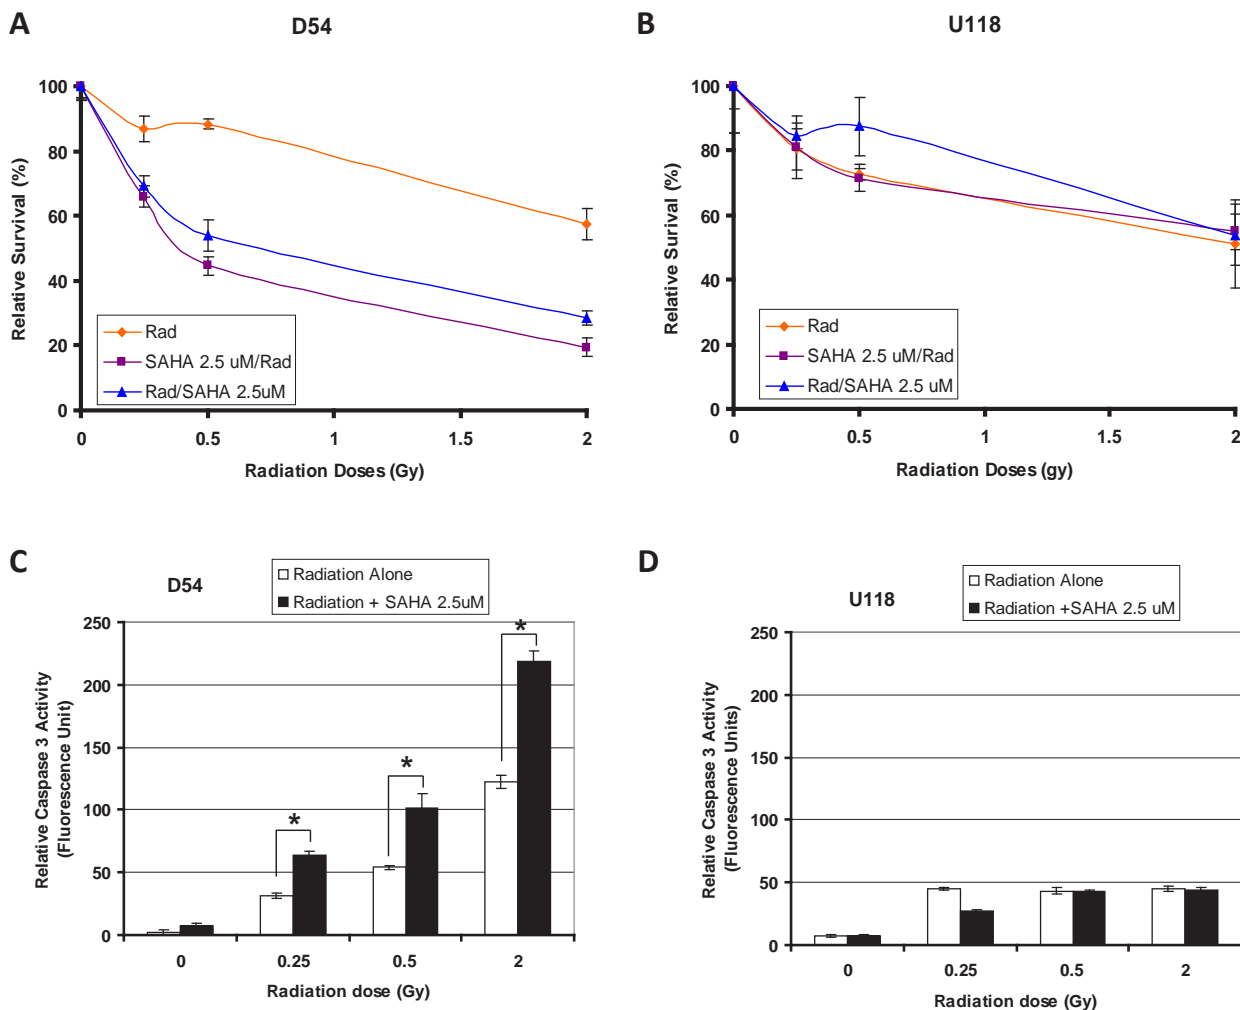 A
D54
Relative Survival (%)
100
80
60
40
20
0
Rad
SAHA 2.5 uM/Rad
Rad/SAHA 2.5uM
0
0.5
1
1.5
2
Radiation Doses (Gy)
B
U118
Relative Surival (%)
100
80
60
40
20
0
Rad
SAHA 2.5 uM/Rad
Rad/SAHA 2.5 uM
0
0.5
1
1.5
2
Radiation Doses (gy)
C
D54
Radiation Alone
Radiation + SAHA 2.5uM
Relative Caspase 3 Activity
(Fluorescence Unit)
250
200
150
100
50
0
*
*
*
0
0.25
0.5
2
Radiation dose (Gy)
D
U118
Radiation Alone
Radiation +SAHA 2.5 uM
Relative Caspase 3 Activity
(Fluorescence Units)
250
200
150
100
50
0
0
0.25
0.5
2
Radiation dose (Gy)